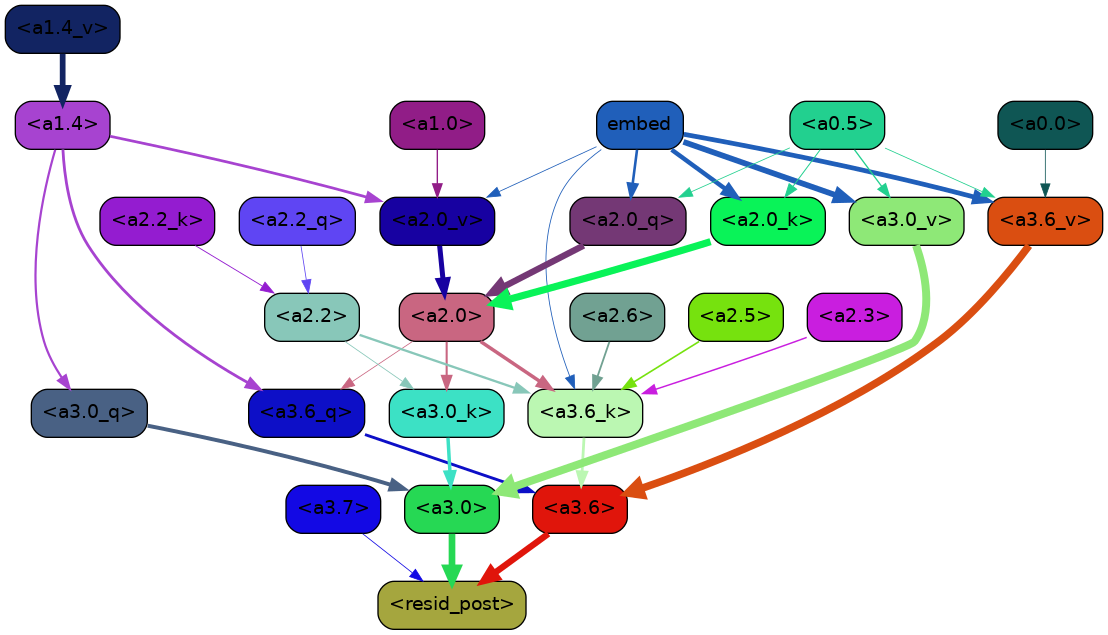 <a1.4_v>
<a1.4>
<a1.0>
embed
<a0.5>
<a0.0>
<a2.2_k>
<a2.2_q>
<a2.0_v>
<a2.0_q>
<a2.0_k>
<a3.0_v>
<a3.6_v>
<a2.2>
<a2.0>
<a2.6>
<a2.5>
<a2.3>
<a3.0_q>
<a3.6_q>
<a3.0_k>
<a3.6_k>
<a3.7>
<a3.0>
<a3.6>
<resid_post>